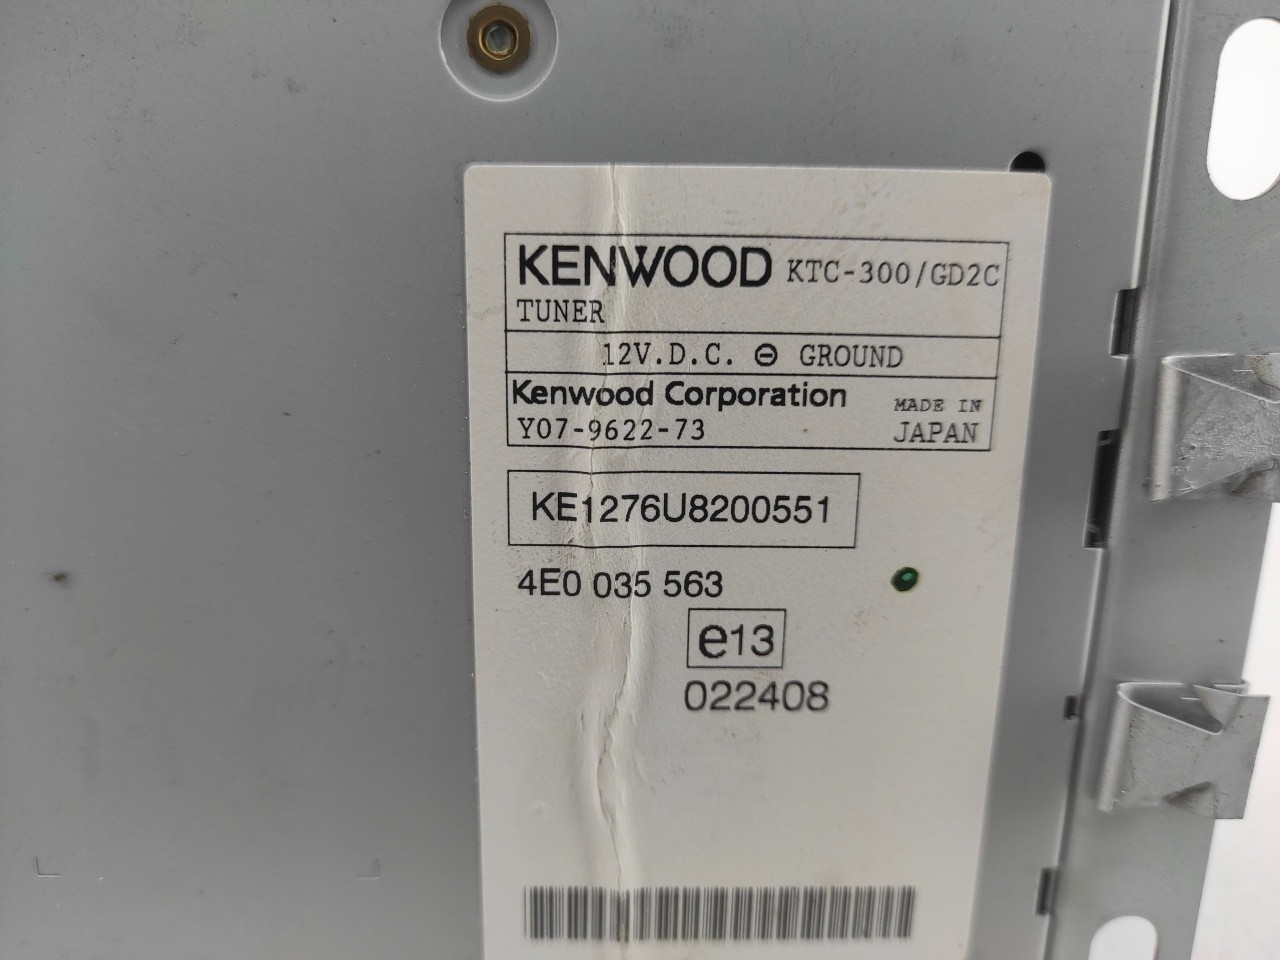 KENWOOD KTC-300/GD2C
TUNER
12V.D.C. ⊖ GROUND
Kenwood Corporation
Y07-9622-73
MADE IN
JAPAN
KE1276U8200551
4E0 035 563
e13
022408